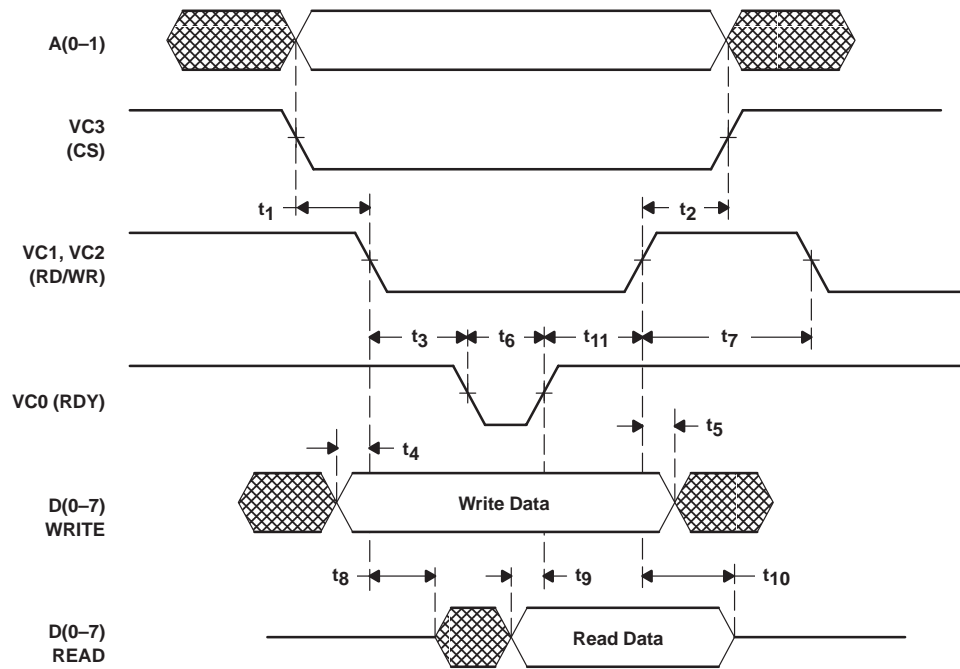 A(0–1)
VC3
(CS)
t1
t2
VC1, VC2
(RD/WR)
t3
t6
t11
t7
VC0 (RDY)
t5
t4
D(0–7)
WRITE
Write Data
t8
t9
t10
D(0–7)
READ
Read Data